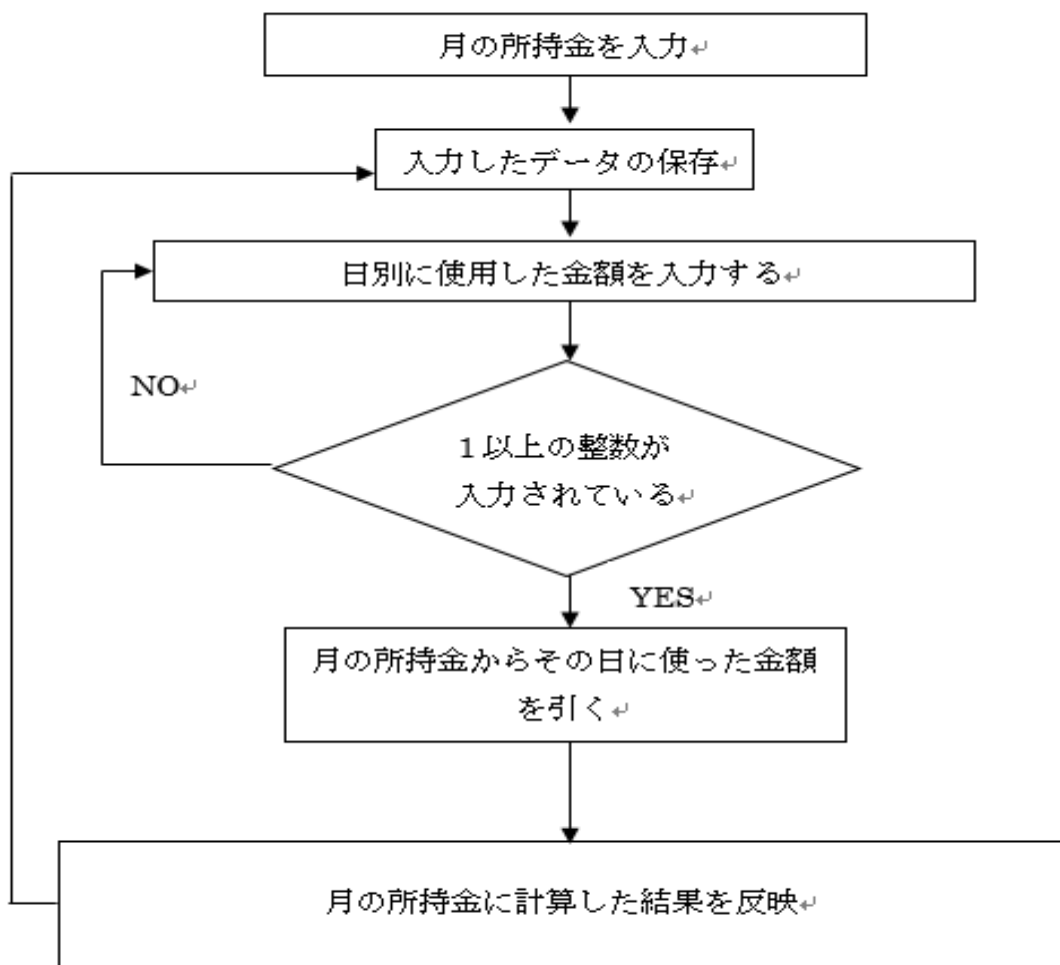 月の所持金を入力↵
入力したデータの保存↵
日別に使用した金額を入力する↵
NO↵
1以上の整数が
入力されている↵
YES↵
月の所持金からその日に使った金額
を引く↵
月の所持金に計算した結果を反映↵